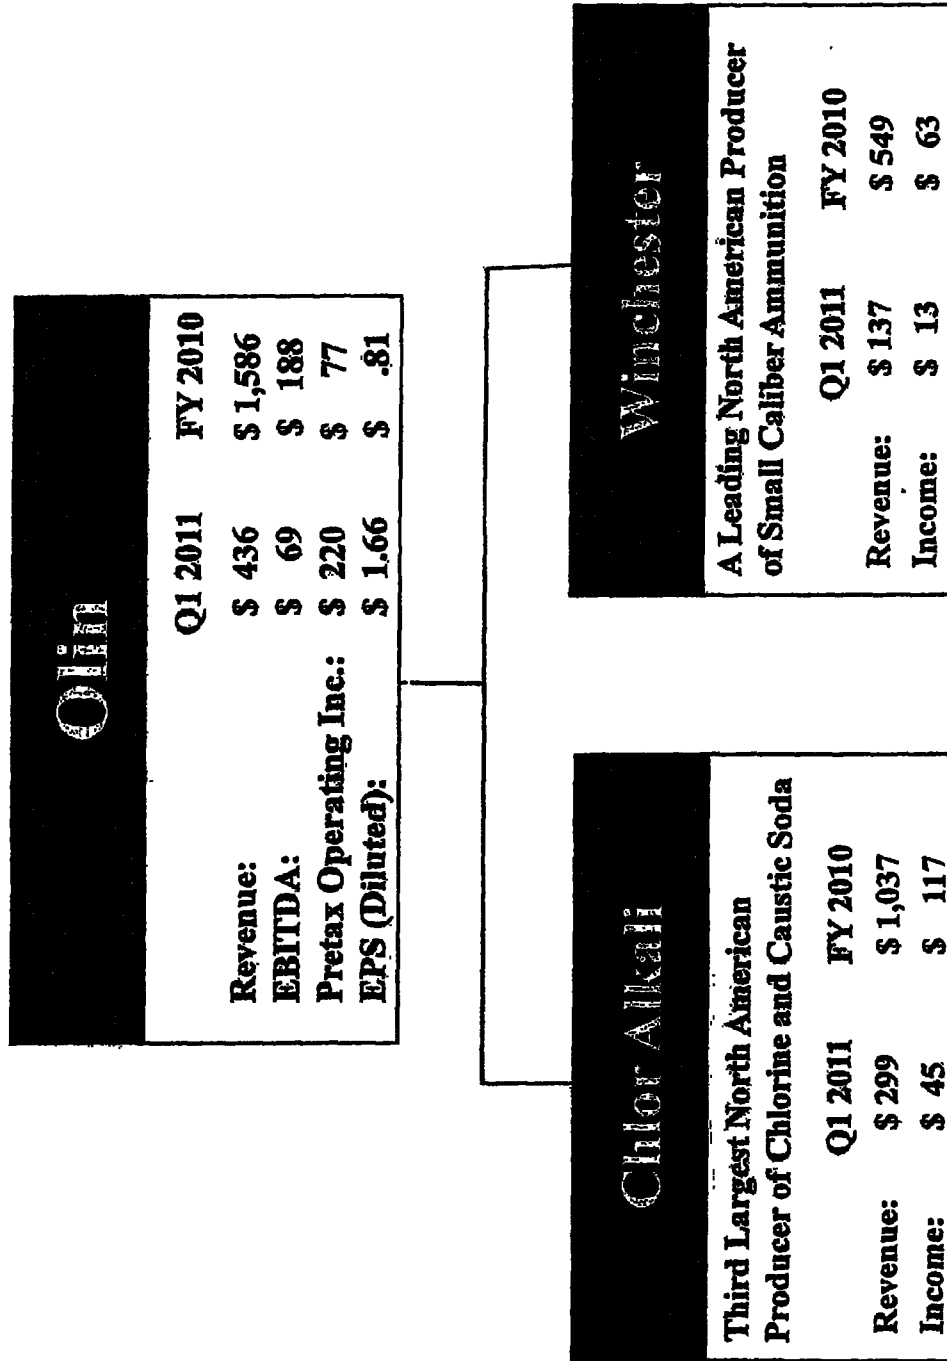 Olin
Q1 2011 FY 2010
Revenue: $ 436 $ 1,586
EBITDA: $ 69 $ 188
Pretax Operating Inc.: $ 220 $ 77
EPS (Diluted): $ 1.66 $ .81
Chlor Alkali
Third Largest North American
Producer of Chlorine and Caustic Soda
Q1 2011 FY 2010
Revenue: $ 299 $ 1,037
Income: $ 45 $ 117
Winchester
A Leading North American Producer
of Small Caliber Ammunition
Q1 2011 FY 2010
Revenue: $ 137 $ 549
Income: $ 13 $ 63